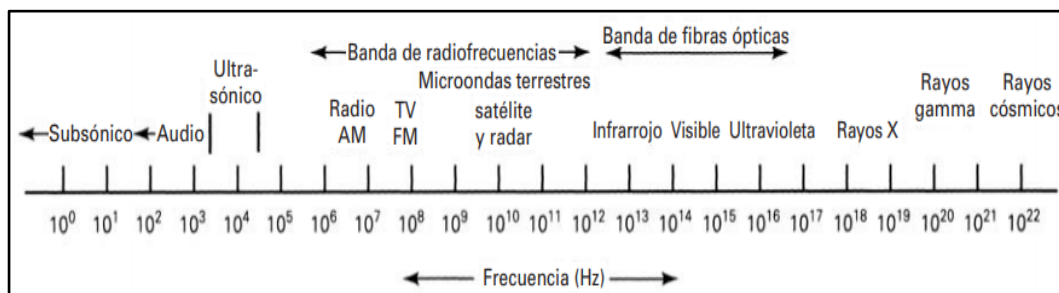 Banda de radiofrecuencias
Banda de fibras ópticas
Ultra-
sónico
Microondas terrestres
satélite
y radar
Subsónico
Audio
Radio
AM
TV
FM
Infrarrojo
Visible
Ultravioleta
Rayos X
Rayos
gamma
Rayos
cósmicos
10⁰ 10¹ 10² 10³ 10⁴ 10⁵ 10⁶ 10⁷ 10⁸ 10⁹ 10¹⁰ 10¹¹ 10¹² 10¹³ 10¹⁴ 10¹⁵ 10¹⁶ 10¹⁷ 10¹⁸ 10¹⁹ 10²⁰ 10²¹ 10²²
Frecuencia (Hz)